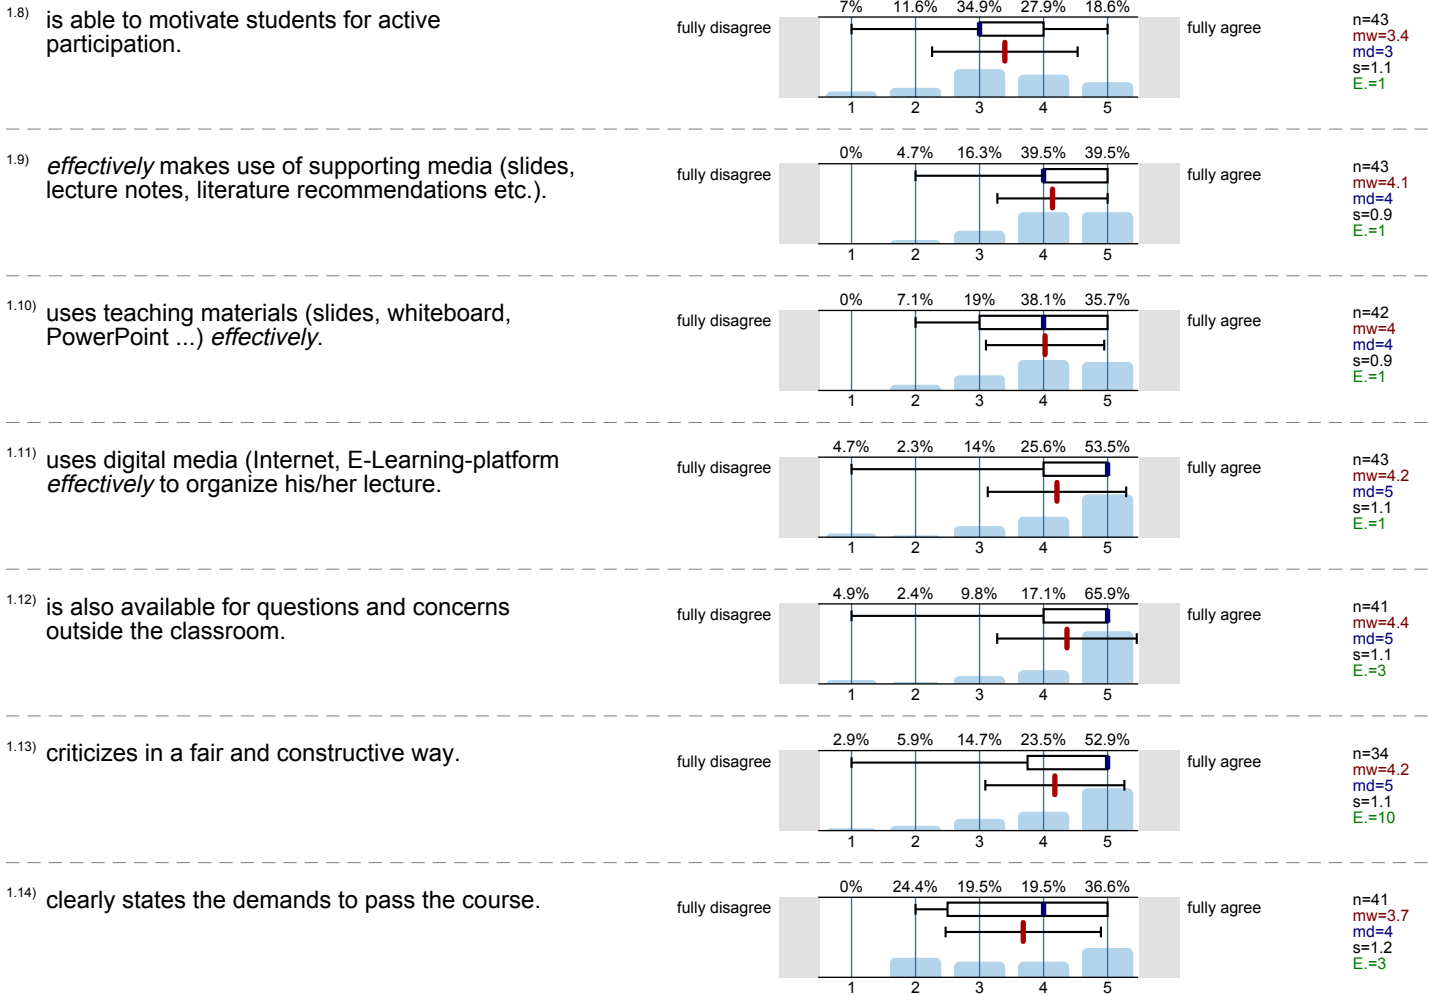 1.8) is able to motivate students for active
participation.
7% 11.6% 34.9% 27.9% 18.6%
fully disagree
fully agree
1 2 3 4 5
n=43
mw=3.4
md=3
s=1.1
E.=1
1.9) effectively makes use of supporting media (slides,
lecture notes, literature recommendations etc.).
0% 4.7% 16.3% 39.5% 39.5%
fully disagree
fully agree
1 2 3 4 5
n=43
mw=4.1
md=4
s=0.9
E.=1
1.10) uses teaching materials (slides, whiteboard,
PowerPoint ...) effectively.
0% 7.1% 19% 38.1% 35.7%
fully disagree
fully agree
1 2 3 4 5
n=42
mw=4
md=4
s=0.9
E.=1
1.11) uses digital media (Internet, E-Learning-platform
effectively to organize his/her lecture.
4.7% 2.3% 14% 25.6% 53.5%
fully disagree
fully agree
1 2 3 4 5
n=43
mw=4.2
md=5
s=1.1
E.=1
1.12) is also available for questions and concerns
outside the classroom.
4.9% 2.4% 9.8% 17.1% 65.9%
fully disagree
fully agree
1 2 3 4 5
n=41
mw=4.4
md=5
s=1.1
E.=3
1.13) criticizes in a fair and constructive way.
2.9% 5.9% 14.7% 23.5% 52.9%
fully disagree
fully agree
1 2 3 4 5
n=34
mw=4.2
md=5
s=1.1
E.=10
1.14) clearly states the demands to pass the course.
0% 24.4% 19.5% 19.5% 36.6%
fully disagree
fully agree
1 2 3 4 5
n=41
mw=3.7
md=4
s=1.2
E.=3